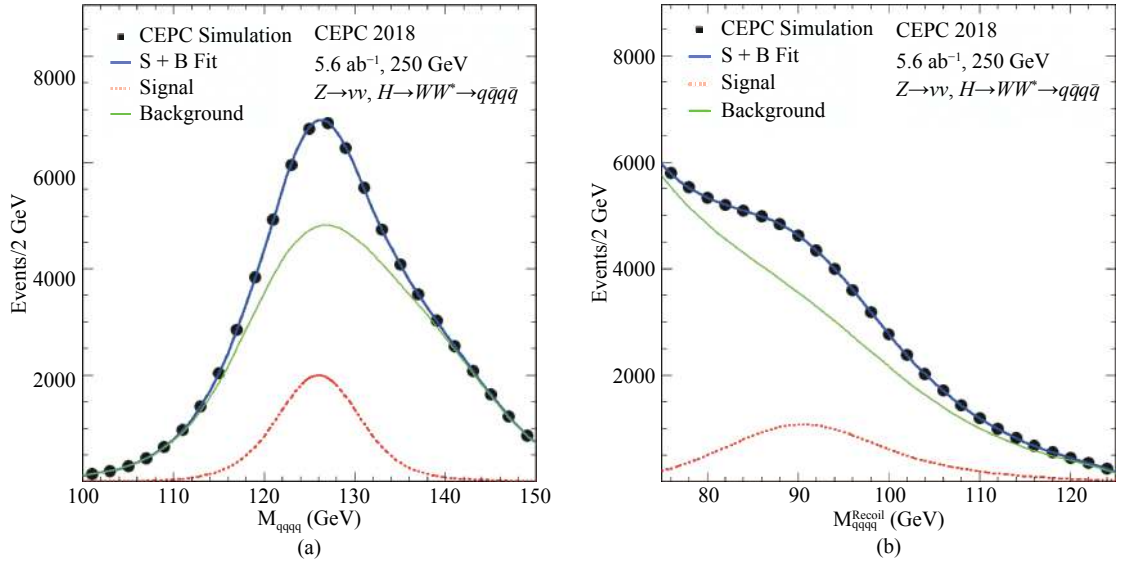 CEPC Simulation
S + B Fit
Signal
Background
CEPC 2018
5.6 ab⁻¹, 250 GeV
Z→νν, H→WW*→qq̄qq̄
8000
6000
4000
2000
Events/2 GeV
100 110 120 130 140 150
M_qqqq (GeV)
(a)
CEPC Simulation
S + B Fit
Signal
Background
CEPC 2018
5.6 ab⁻¹, 250 GeV
Z→νν, H→WW*→qq̄qq̄
8000
6000
4000
2000
Events/2 GeV
80 90 100 110 120
M_qqqq^Recoil (GeV)
(b)